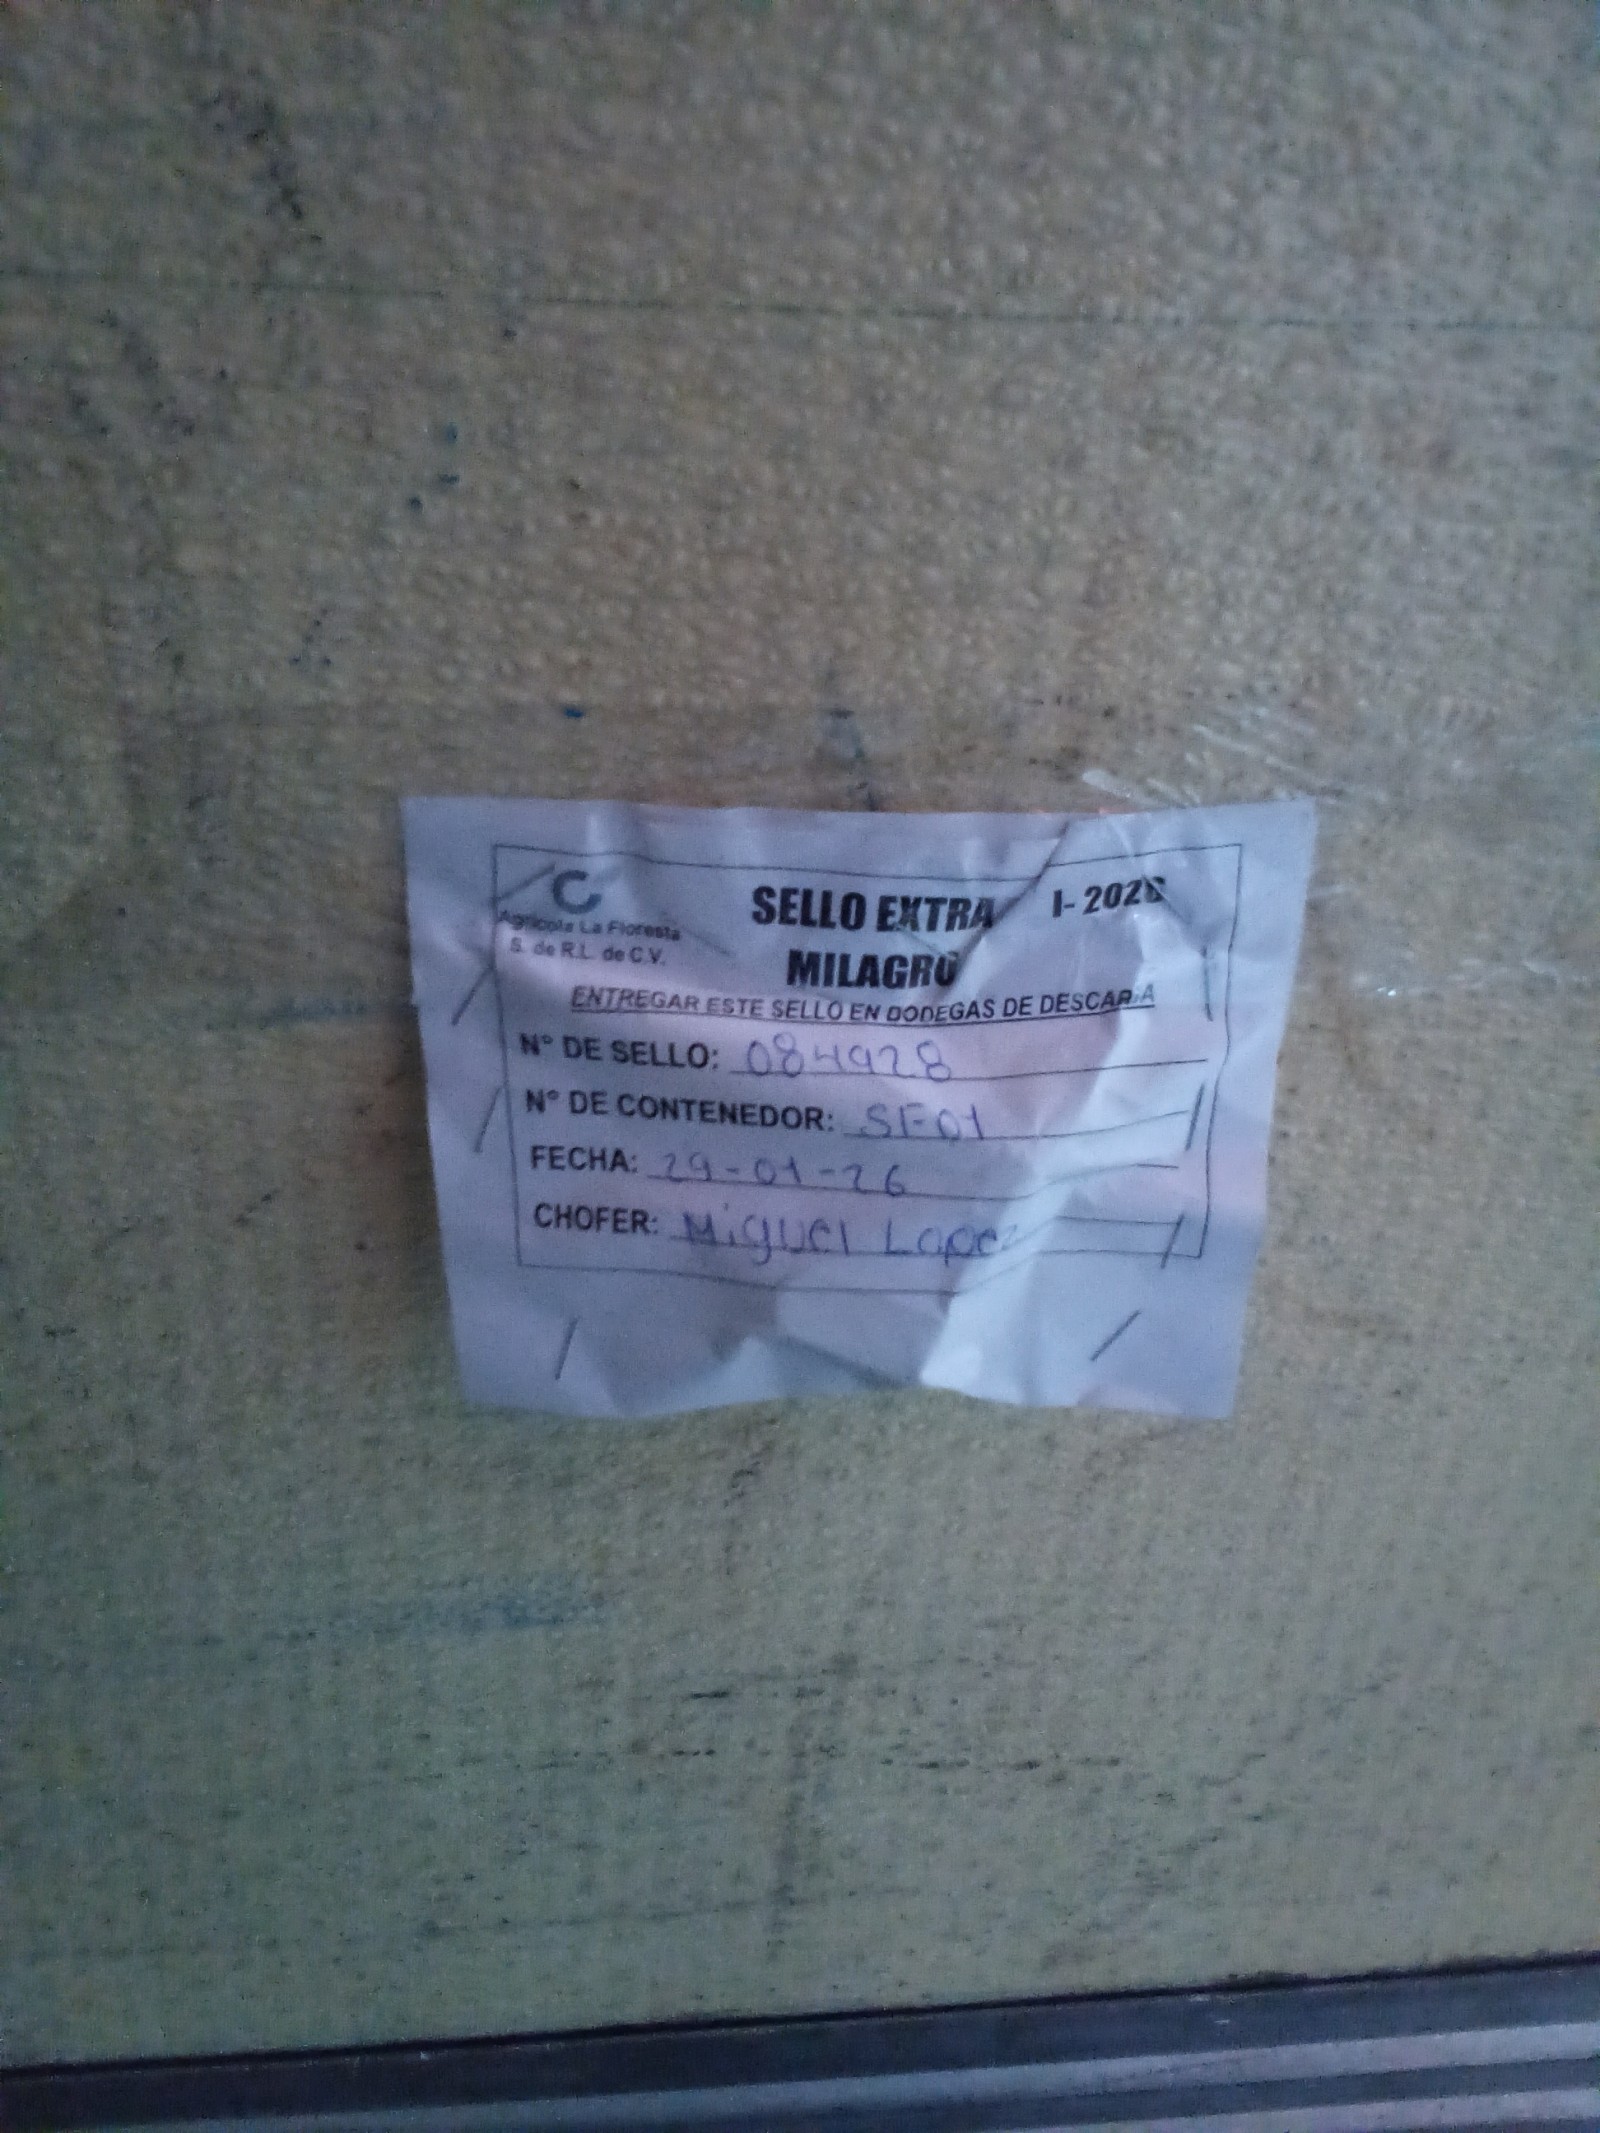 C
Agrícola La Floresta
S. de R.L. de C.V.
SELLO EXTRA I-2026
MILAGRO
ENTREGAR ESTE SELLO EN BODEGAS DE DESCARGA
N° DE SELLO: 084928
N° DE CONTENEDOR: SF01
FECHA: 29-01-26
CHOFER: Miguel Lopez